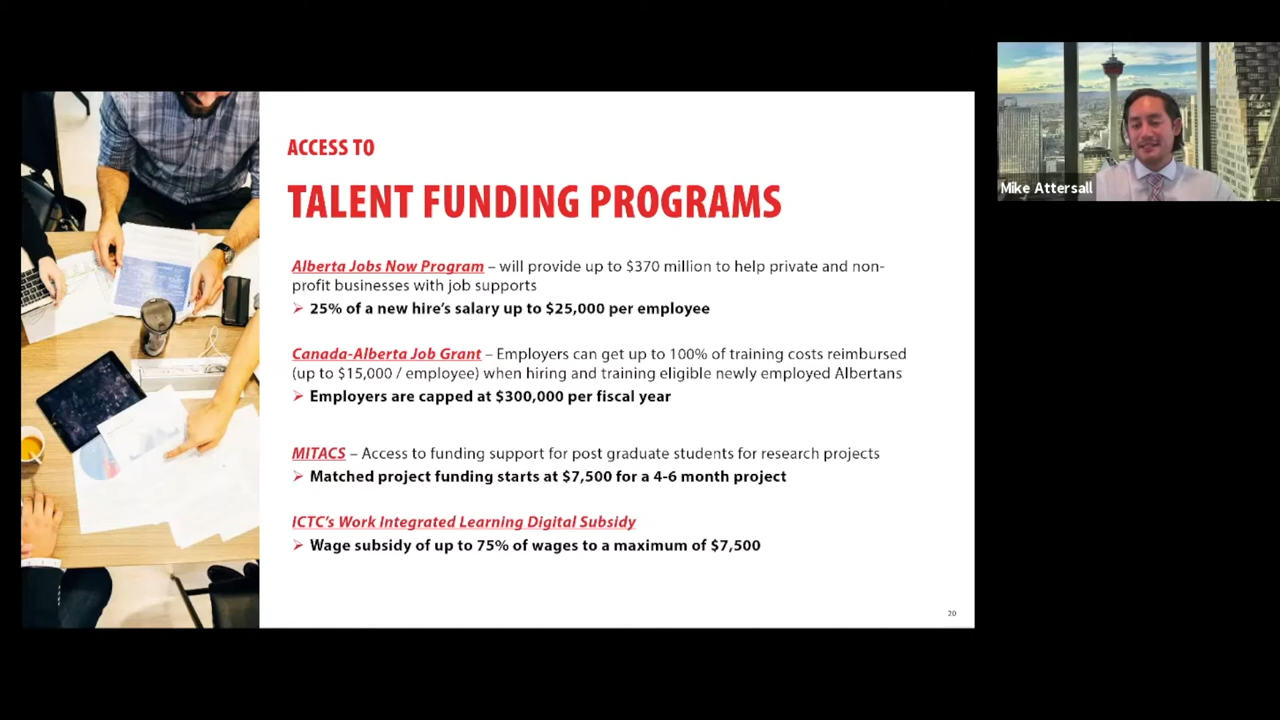 ACCESS TO
TALENT FUNDING PROGRAMS
Alberta Jobs Now Program – will provide up to $370 million to help private and non-
profit businesses with job supports
➢ 25% of a new hire's salary up to $25,000 per employee
Canada-Alberta Job Grant – Employers can get up to 100% of training costs reimbursed
(up to $15,000 / employee) when hiring and training eligible newly employed Albertans
➢ Employers are capped at $300,000 per fiscal year
MITACS – Access to funding support for post graduate students for research projects
➢ Matched project funding starts at $7,500 for a 4-6 month project
ICTC's Work Integrated Learning Digital Subsidy
➢ Wage subsidy of up to 75% of wages to a maximum of $7,500
20
Mike Attersall